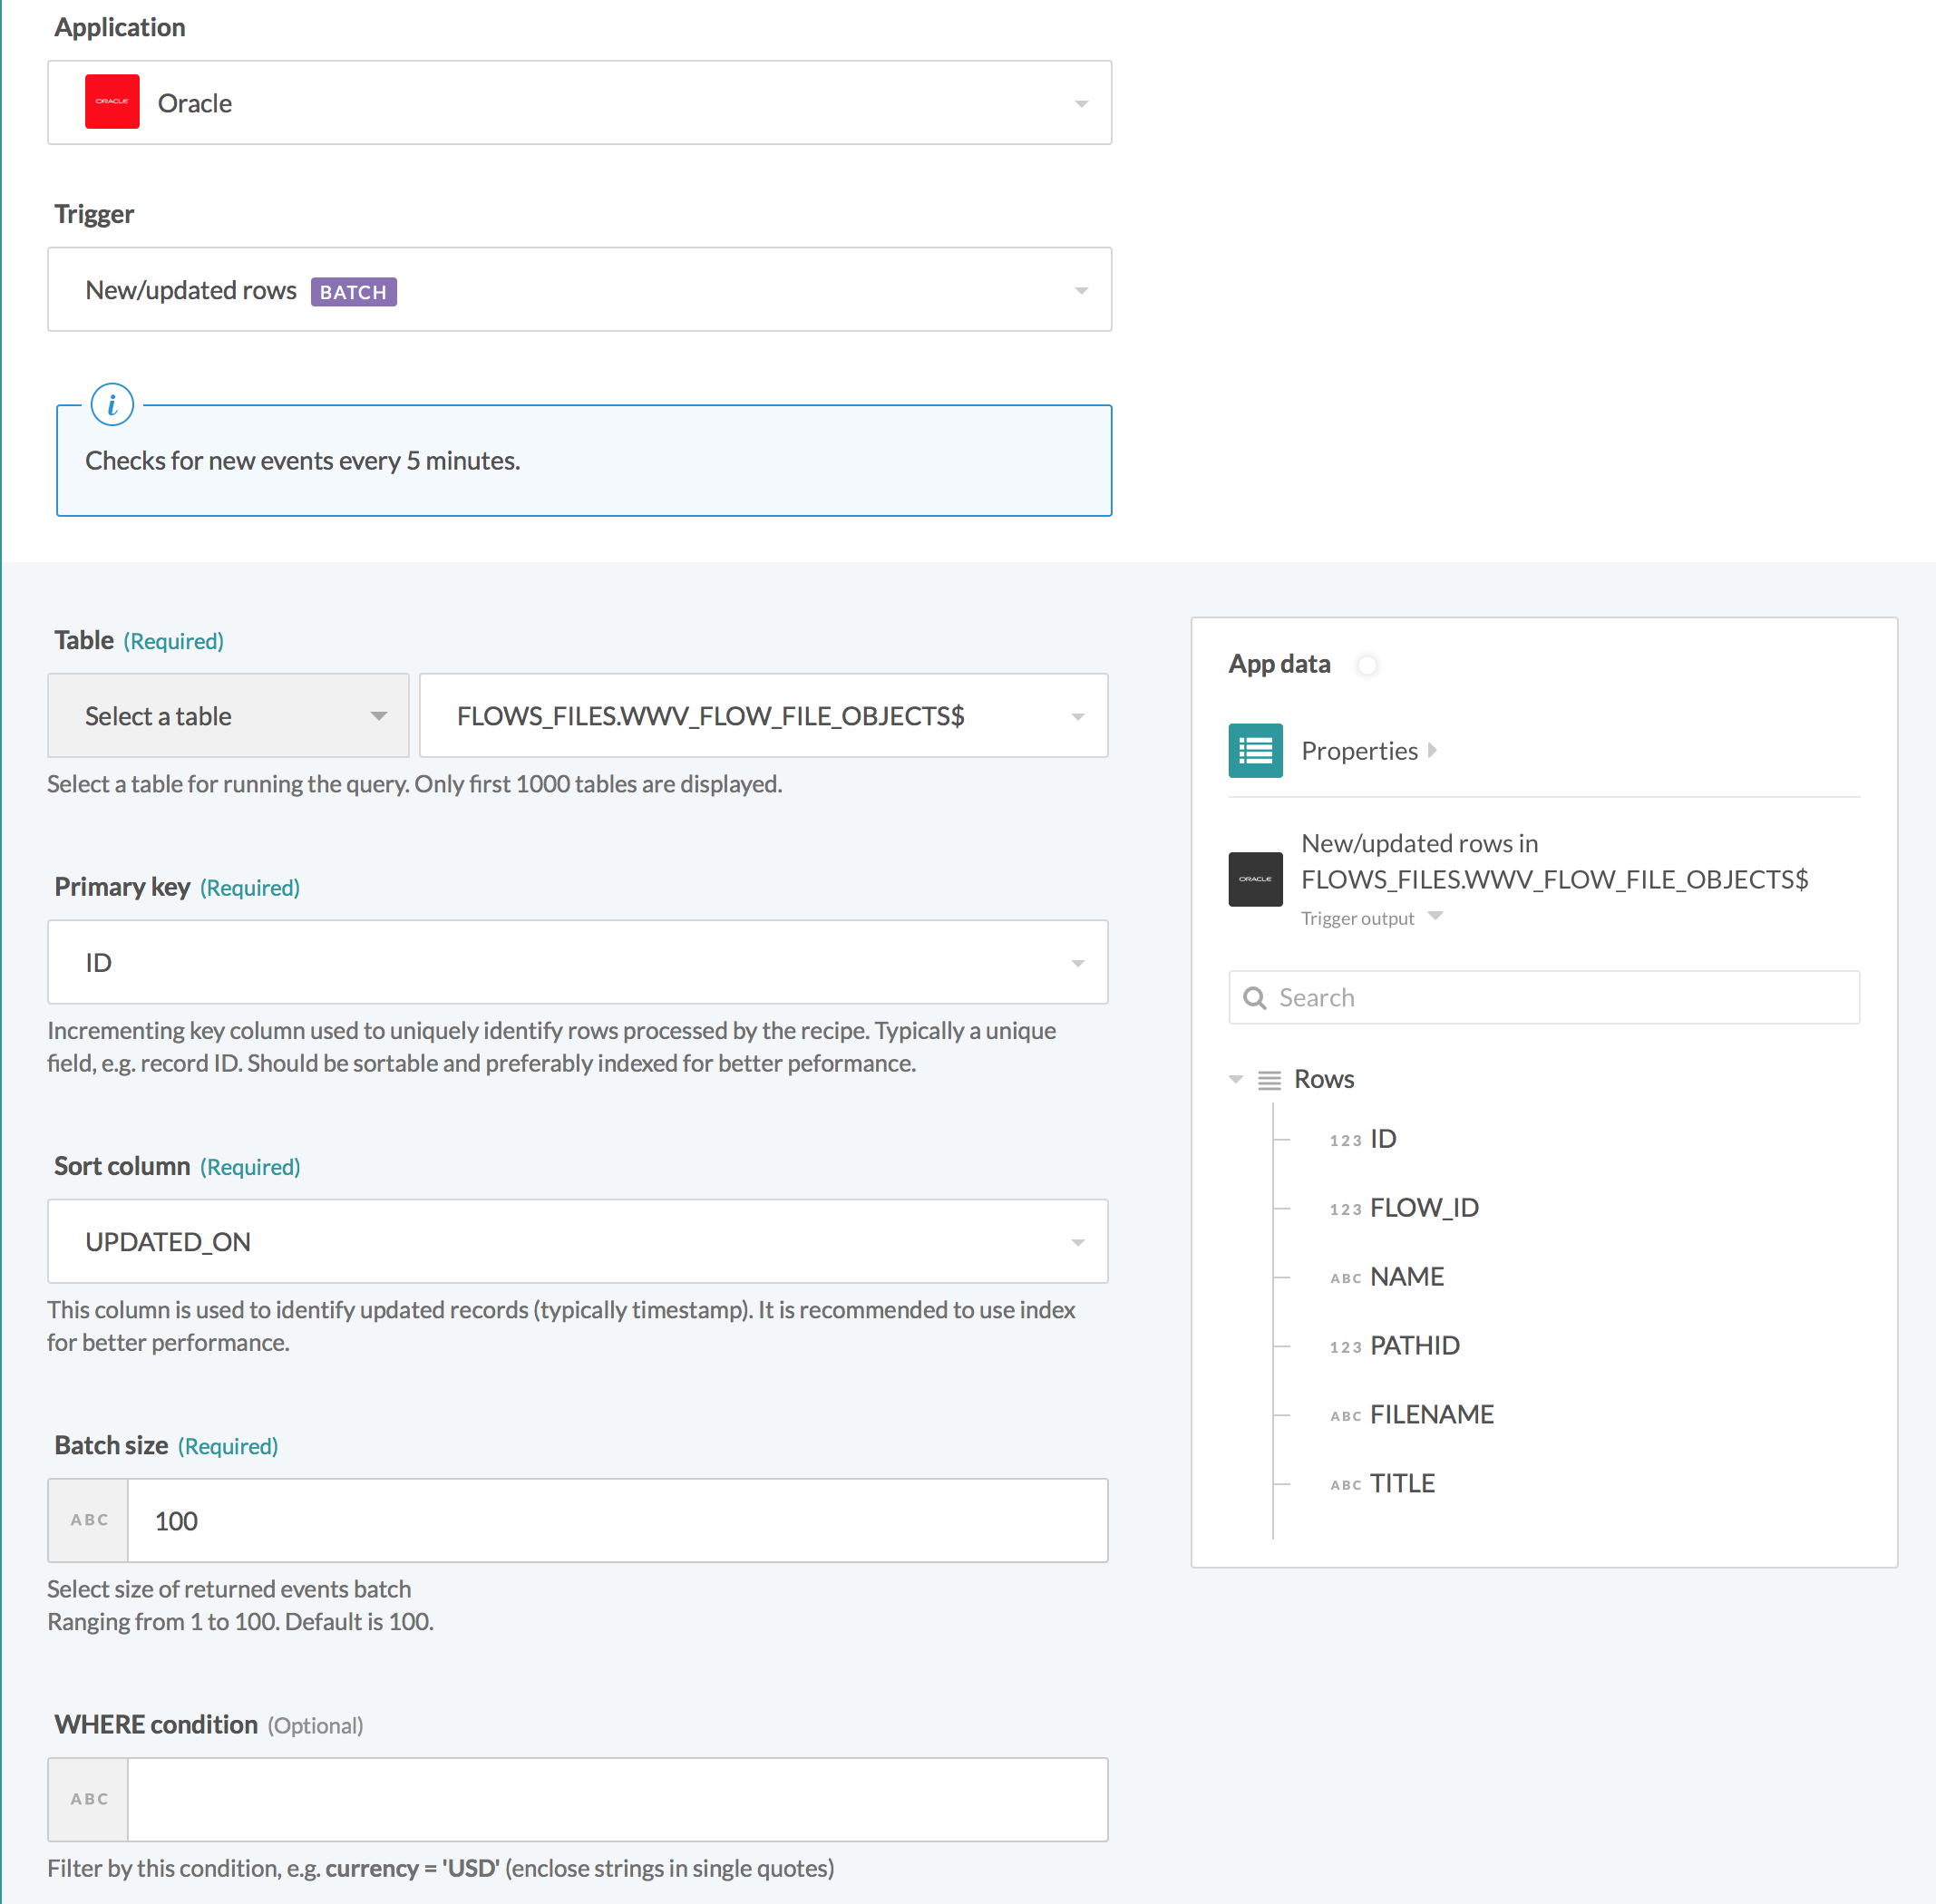 Application
ORACLE Oracle
Trigger
New/updated rows BATCH
i
Checks for new events every 5 minutes.
Table (Required)
Select a table FLOWS_FILES.WWV_FLOW_FILE_OBJECTS$
Select a table for running the query. Only first 1000 tables are displayed.
Primary key (Required)
ID
Incrementing key column used to uniquely identify rows processed by the recipe. Typically a unique
field, e.g. record ID. Should be sortable and preferably indexed for better peformance.
Sort column (Required)
UPDATED_ON
This column is used to identify updated records (typically timestamp). It is recommended to use index
for better performance.
Batch size (Required)
ABC 100
Select size of returned events batch
Ranging from 1 to 100. Default is 100.
WHERE condition (Optional)
ABC
Filter by this condition, e.g. currency = 'USD' (enclose strings in single quotes)
App data
Properties
New/updated rows in
ORACLE FLOWS_FILES.WWV_FLOW_FILE_OBJECTS$
Trigger output
Search
Rows
123 ID
123 FLOW_ID
ABC NAME
123 PATHID
ABC FILENAME
ABC TITLE